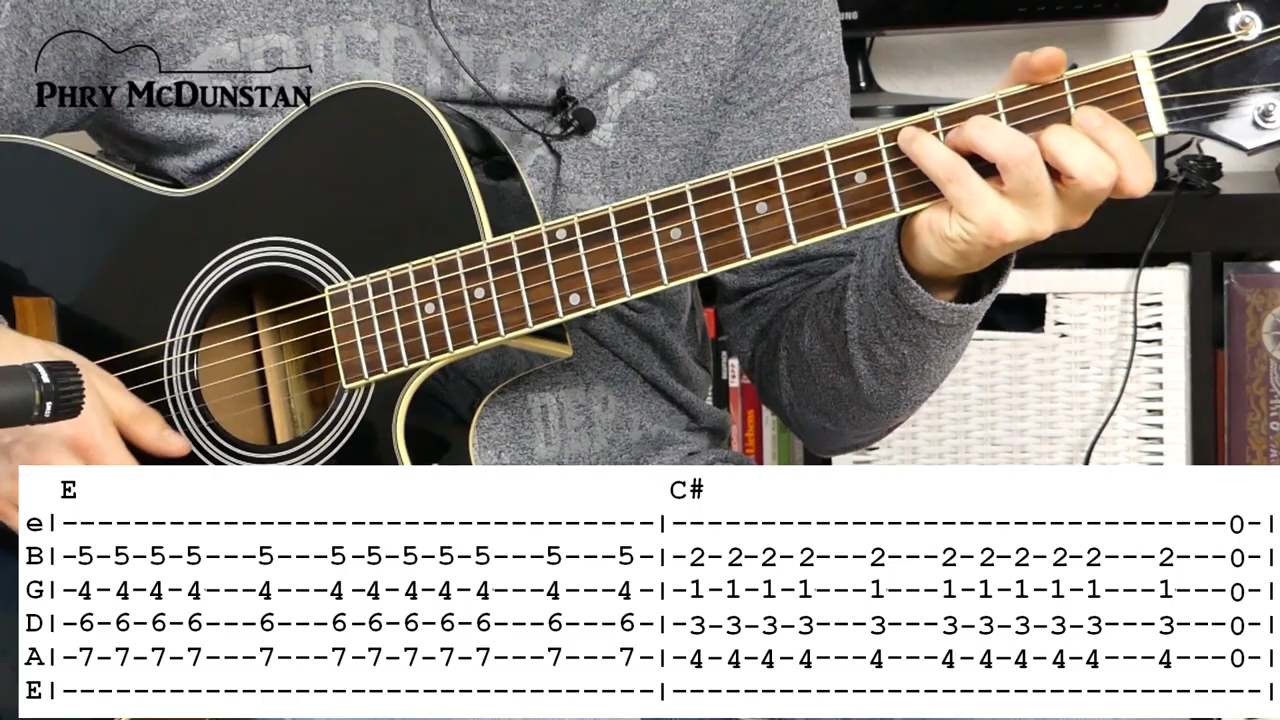 PHRY MCDUNSTAN
E C#
e|---------------------------------|---------------------------------0-|
B|-5-5-5-5---5---5-5-5-5-5---5---5-|-2-2-2-2---2---2-2-2-2-2---2---0-|
G|-4-4-4-4---4---4-4-4-4-4---4---4-|-1-1-1-1---1---1-1-1-1-1---1---0-|
D|-6-6-6-6---6---6-6-6-6-6---6---6-|-3-3-3-3---3---3-3-3-3-3---3---0-|
A|-7-7-7-7---7---7-7-7-7-7---7---7-|-4-4-4-4---4---4-4-4-4-4---4---0-|
E|---------------------------------|---------------------------------|
Liebens